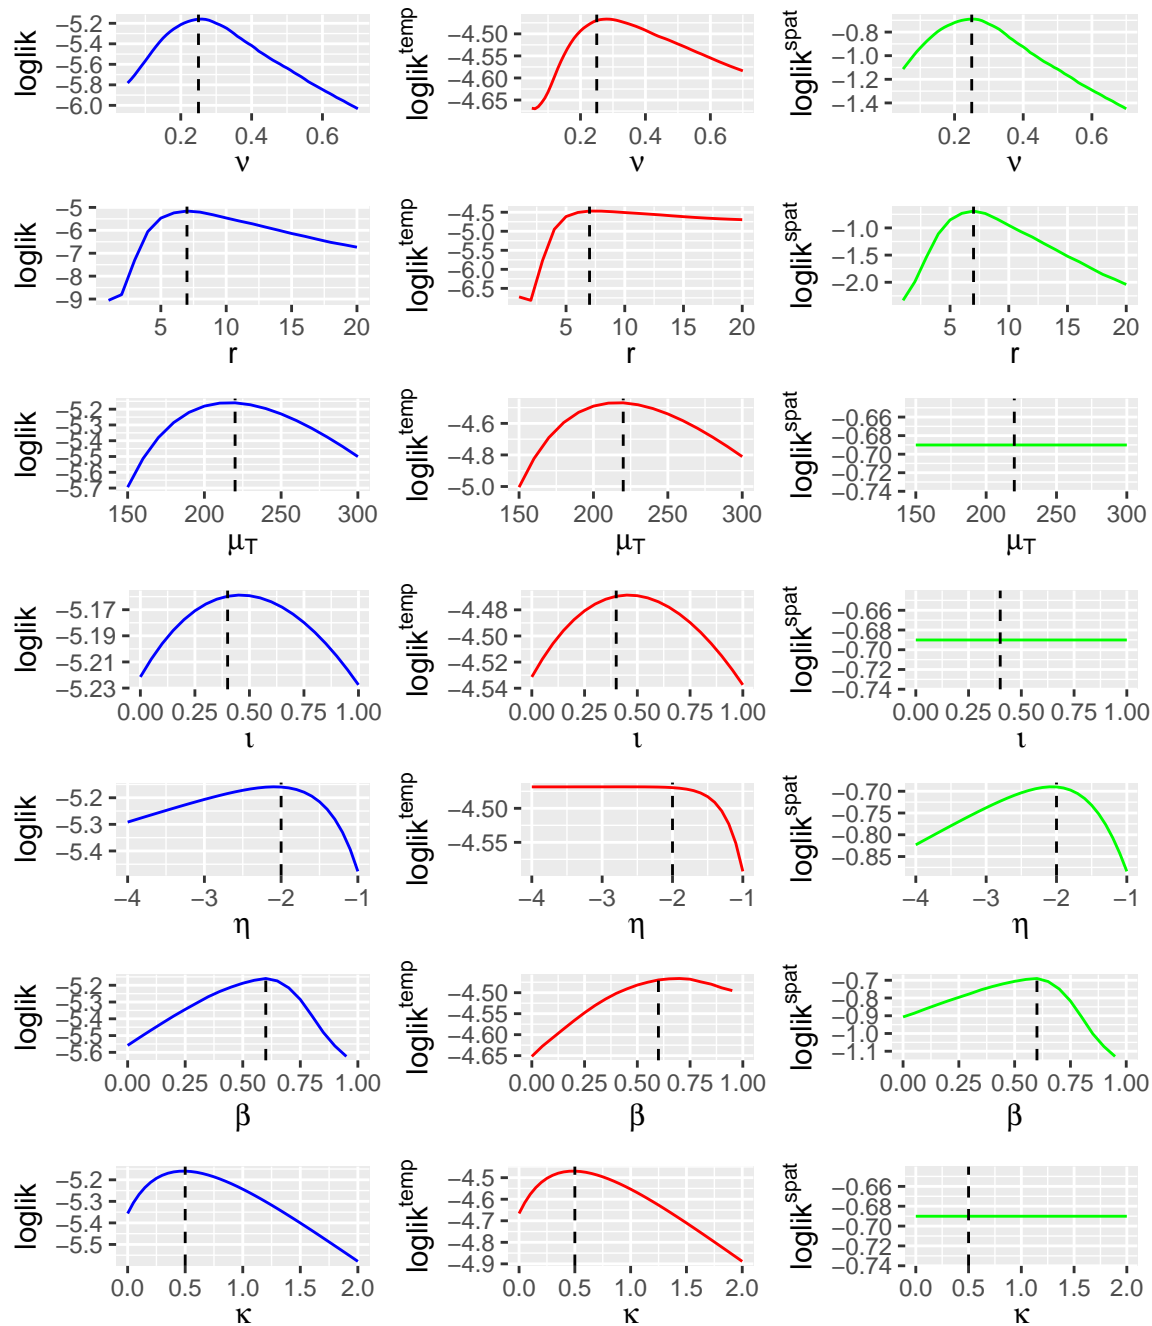 loglik
−5.2
−5.4
−5.6
−5.8
−6.0
0.2 0.4 0.6
ν
loglik^temp
−4.50
−4.55
−4.60
−4.65
0.2 0.4 0.6
ν
loglik^spat
−0.8
−1.0
−1.2
−1.4
0.2 0.4 0.6
ν
loglik
−5
−6
−7
−8
−9
5 10 15 20
r
loglik^temp
−4.5
−5.0
−5.5
−6.0
−6.5
5 10 15 20
r
loglik^spat
−1.0
−1.5
−2.0
5 10 15 20
r
loglik
−5.2
−5.3
−5.4
−5.5
−5.6
−5.7
150 200 250 300
μT
loglik^temp
−4.6
−4.8
−5.0
150 200 250 300
μT
loglik^spat
−0.66
−0.68
−0.70
−0.72
−0.74
150 200 250 300
μT
loglik
−5.17
−5.19
−5.21
−5.23
0.00 0.25 0.50 0.75 1.00
ι
loglik^temp
−4.48
−4.50
−4.52
−4.54
0.00 0.25 0.50 0.75 1.00
ι
loglik^spat
−0.66
−0.68
−0.70
−0.72
−0.74
0.00 0.25 0.50 0.75 1.00
ι
loglik
−5.2
−5.3
−5.4
−4 −3 −2 −1
η
loglik^temp
−4.50
−4.55
−4 −3 −2 −1
η
loglik^spat
−0.70
−0.75
−0.80
−0.85
−4 −3 −2 −1
η
loglik
−5.2
−5.3
−5.4
−5.5
−5.6
0.00 0.25 0.50 0.75 1.00
β
loglik^temp
−4.50
−4.55
−4.60
−4.65
0.00 0.25 0.50 0.75 1.00
β
loglik^spat
−0.7
−0.8
−0.9
−1.0
−1.1
0.00 0.25 0.50 0.75 1.00
β
loglik
−5.2
−5.3
−5.4
−5.5
0.0 0.5 1.0 1.5 2.0
κ
loglik^temp
−4.5
−4.6
−4.7
−4.8
−4.9
0.0 0.5 1.0 1.5 2.0
κ
loglik^spat
−0.66
−0.68
−0.70
−0.72
−0.74
0.0 0.5 1.0 1.5 2.0
κ